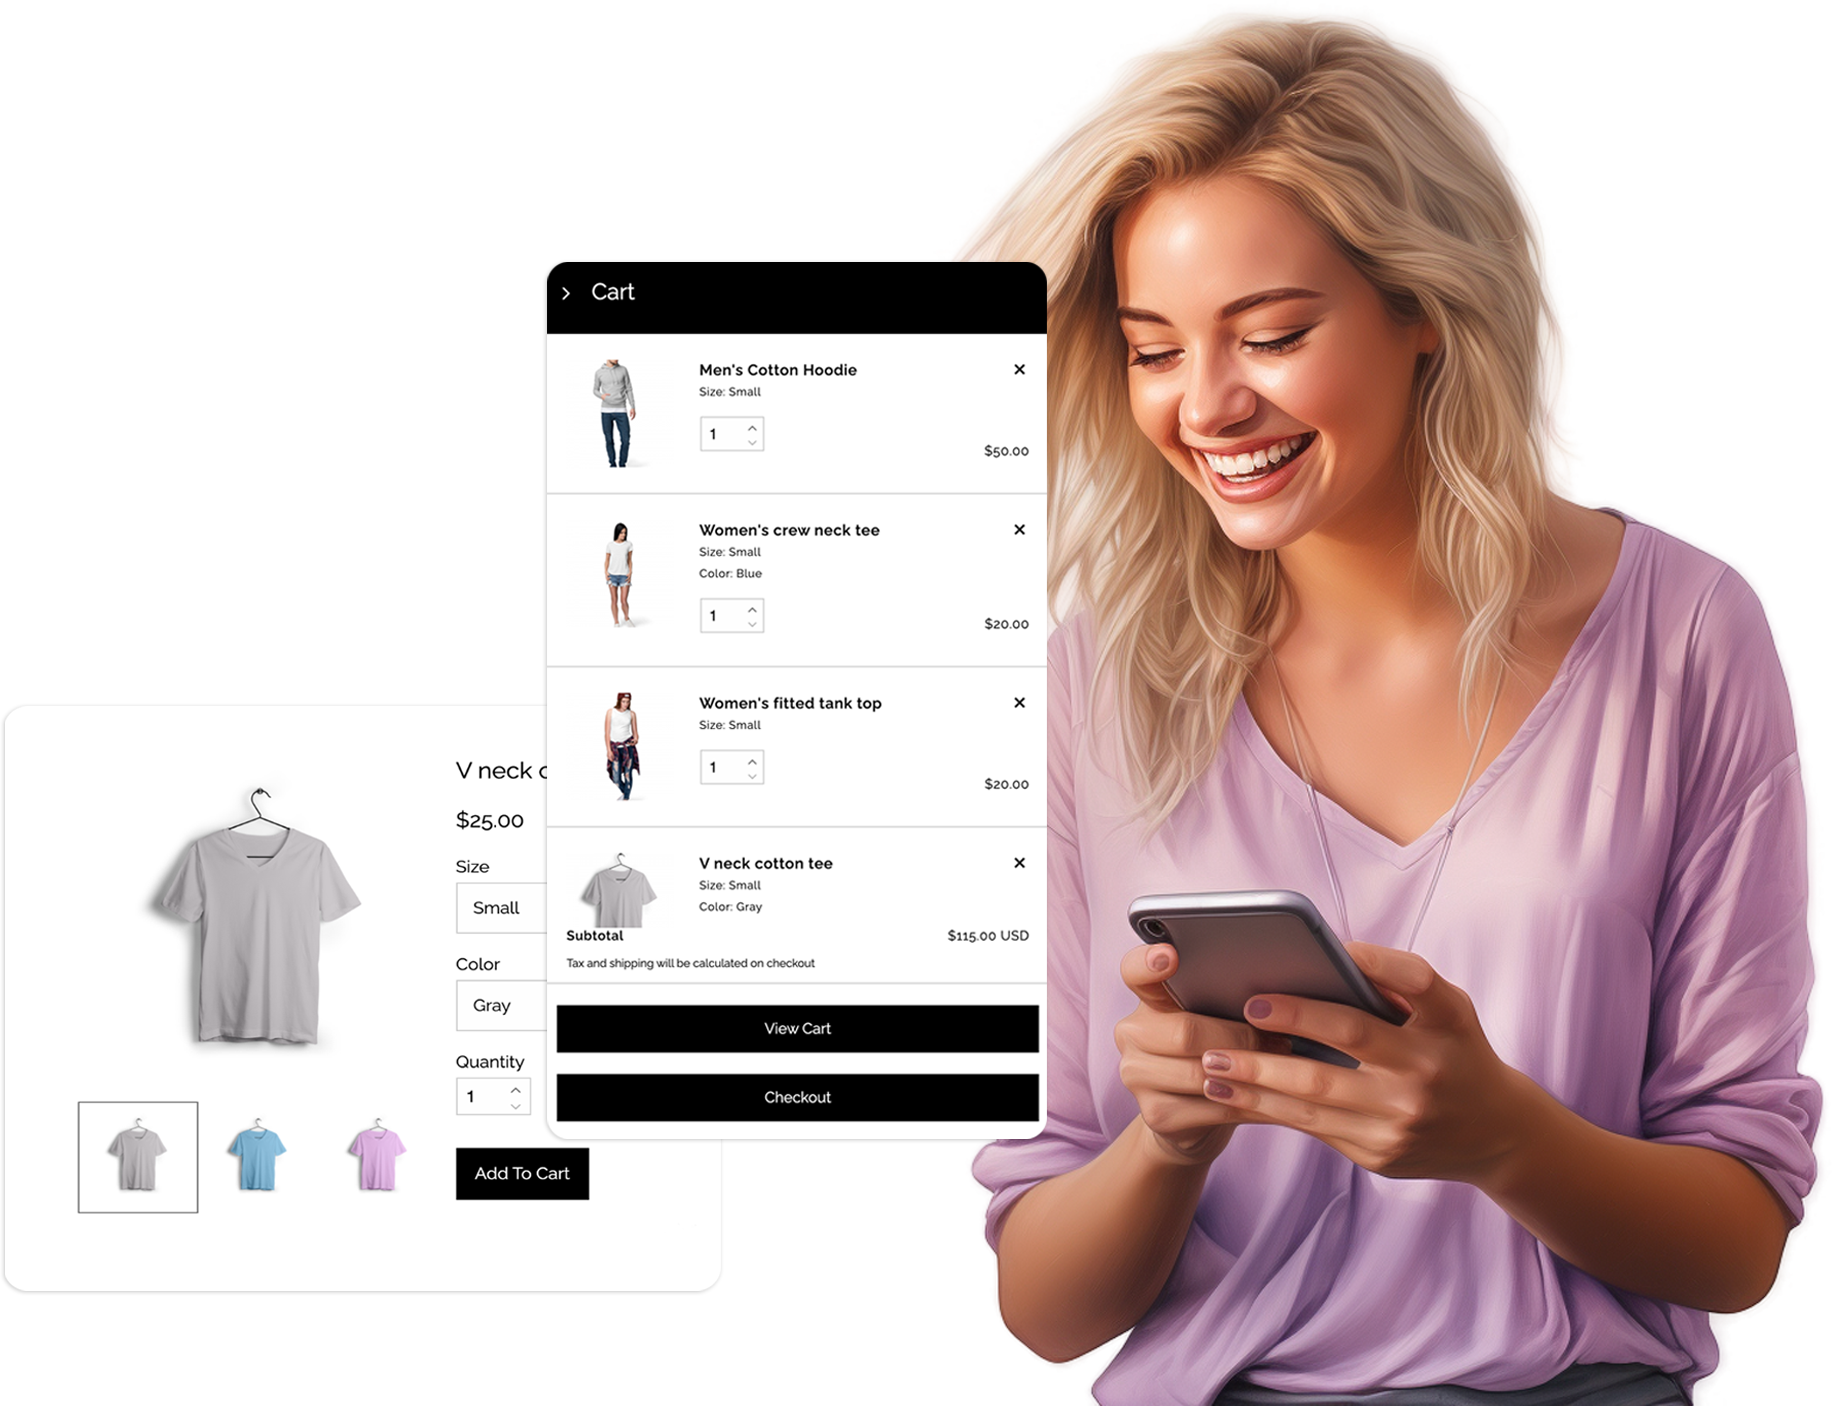 Cart
Men's Cotton Hoodie
Size: Small
1
$50.00
Women's crew neck tee
Size: Small
Color: Blue
1
$20.00
Women's fitted tank top
Size: Small
1
$20.00
V neck cotton tee
Size: Small
Color: Gray
Subtotal
$115.00 USD
Tax and shipping will be calculated on checkout
View Cart
Checkout
V neck
$25.00
Size
Small
Color
Gray
Quantity
1
Add To Cart